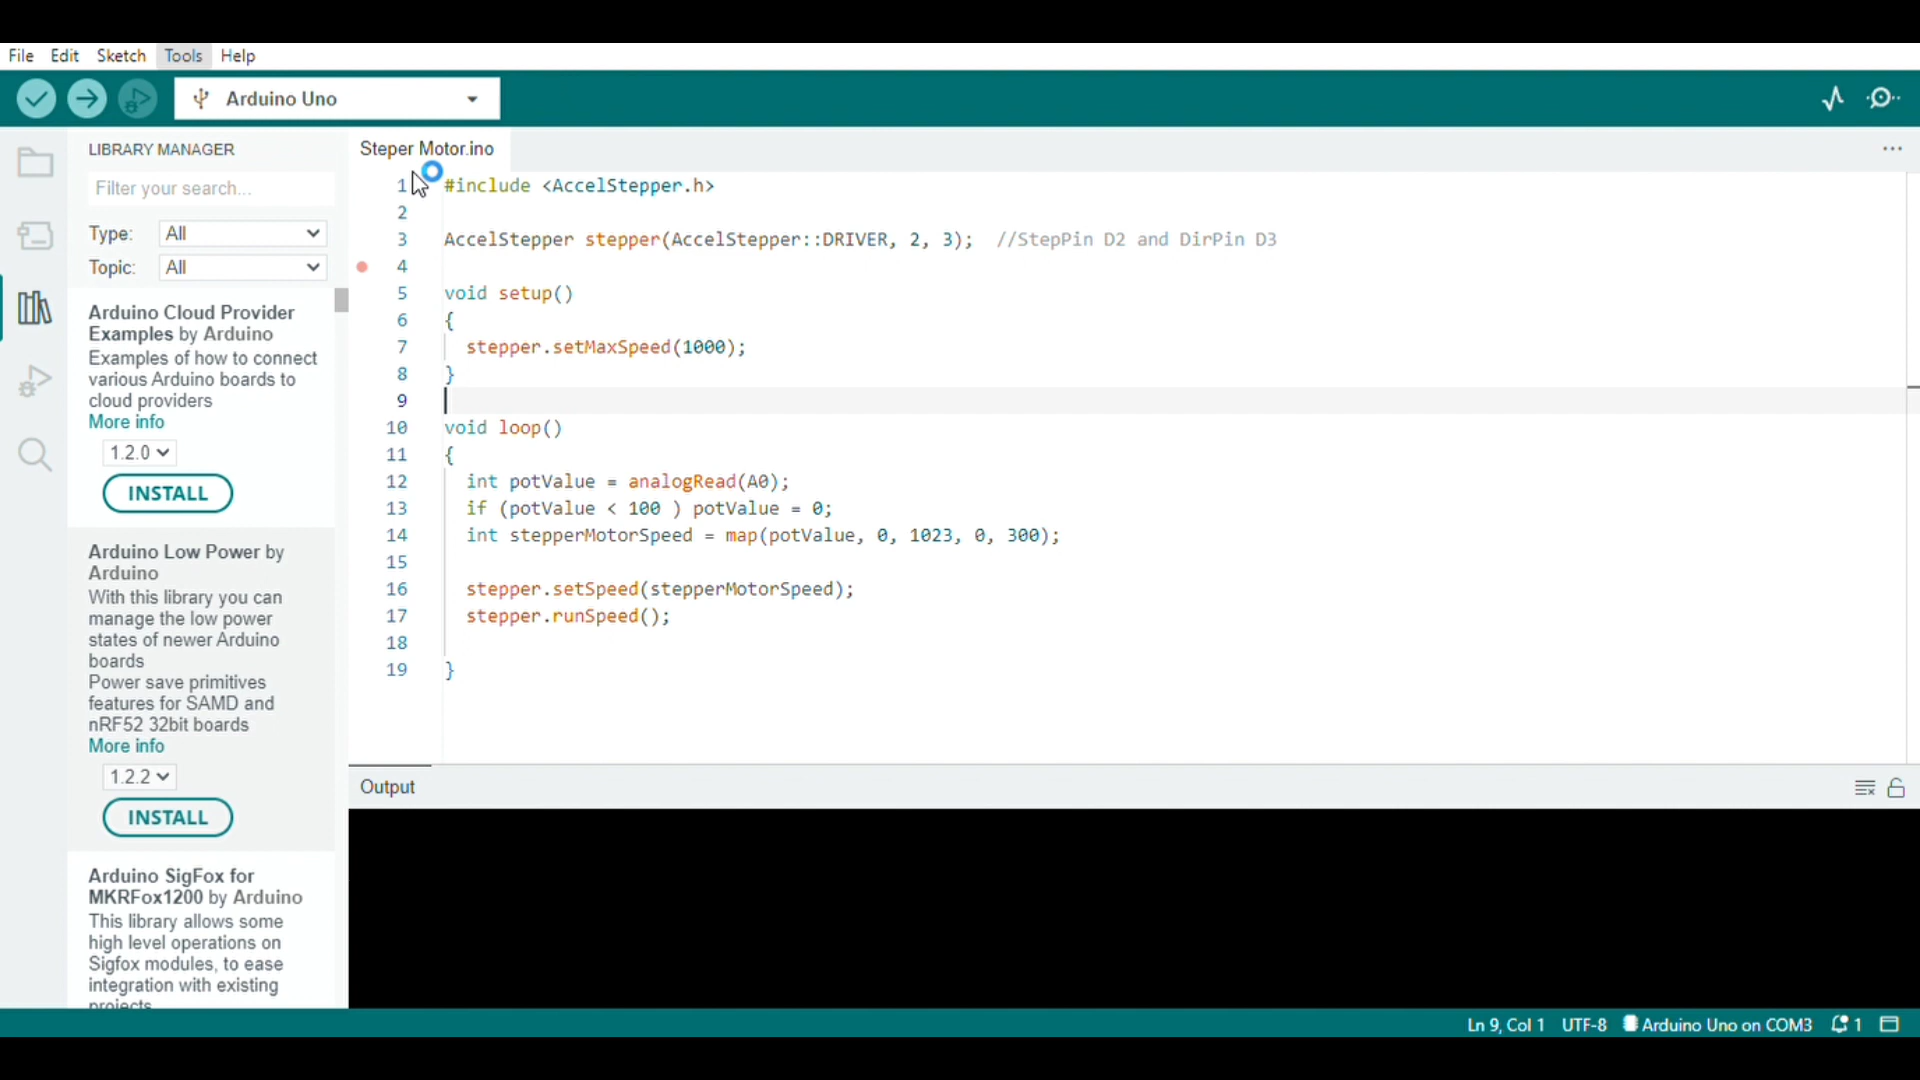 File Edit Sketch Tools Help
Arduino Uno
LIBRARY MANAGER
Filter your search...
Type: All
Topic: All
Arduino Cloud Provider
Examples by Arduino
Examples of how to connect
various Arduino boards to
cloud providers
More info
1.2.0
INSTALL
Arduino Low Power by
Arduino
With this library you can
manage the low power
states of newer Arduino
boards
Power save primitives
features for SAMD and
nRF52 32bit boards
More info
1.2.2
INSTALL
Arduino SigFox for
MKRFox1200 by Arduino
This library allows some
high level operations on
Sigfox modules, to ease
integration with existing
projects
Steper Motor.ino
1 #include <AccelStepper.h>
2
3 AccelStepper stepper(AccelStepper::DRIVER, 2, 3); //StepPin D2 and DirPin D3
4
5 void setup()
6 {
7 stepper.setMaxSpeed(1000);
8 }
9
10 void loop()
11 {
12 int potValue = analogRead(A0);
13 if (potValue < 100 ) potValue = 0;
14 int stepperMotorSpeed = map(potValue, 0, 1023, 0, 300);
15
16 stepper.setSpeed(stepperMotorSpeed);
17 stepper.runSpeed();
18
19 }
Output
Ln 9, Col 1 UTF-8 Arduino Uno on COM3 1